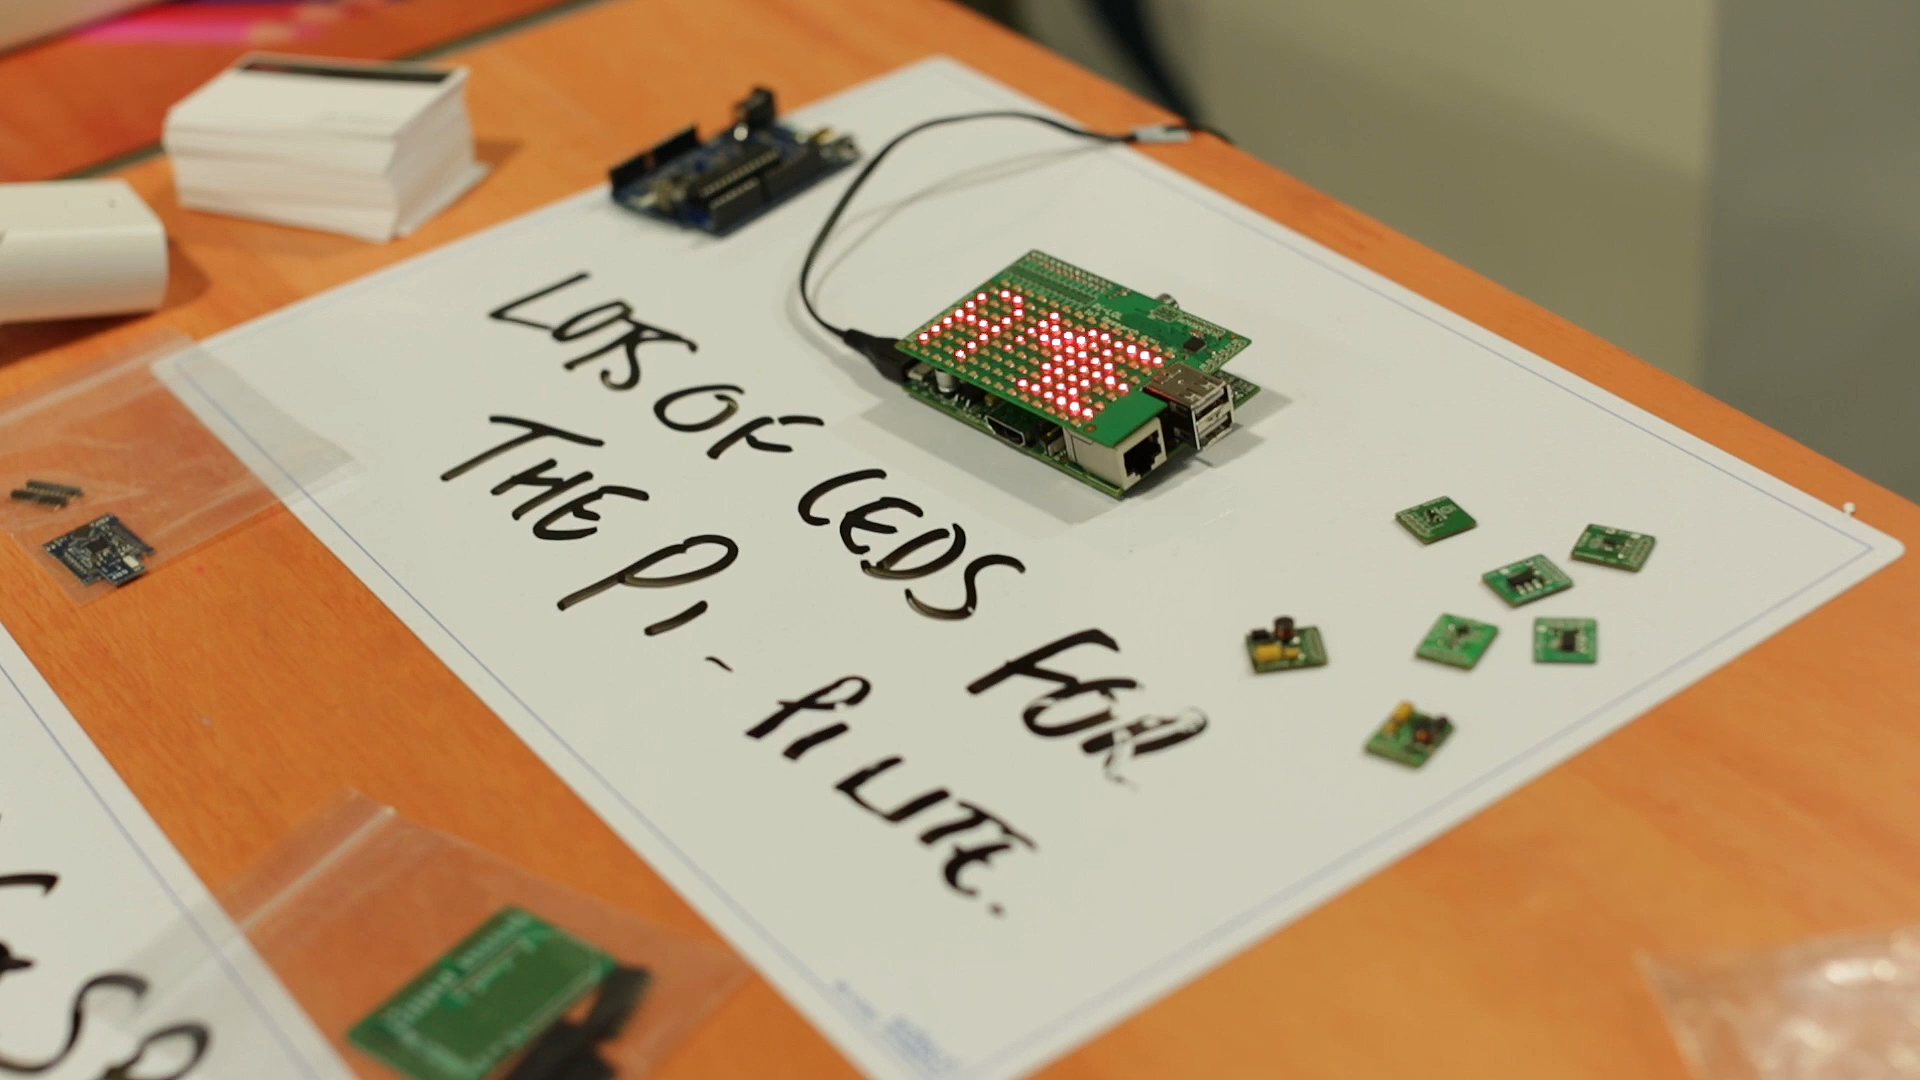 LOTS OF LEDS FOR
THE Pi - Pi LITE.